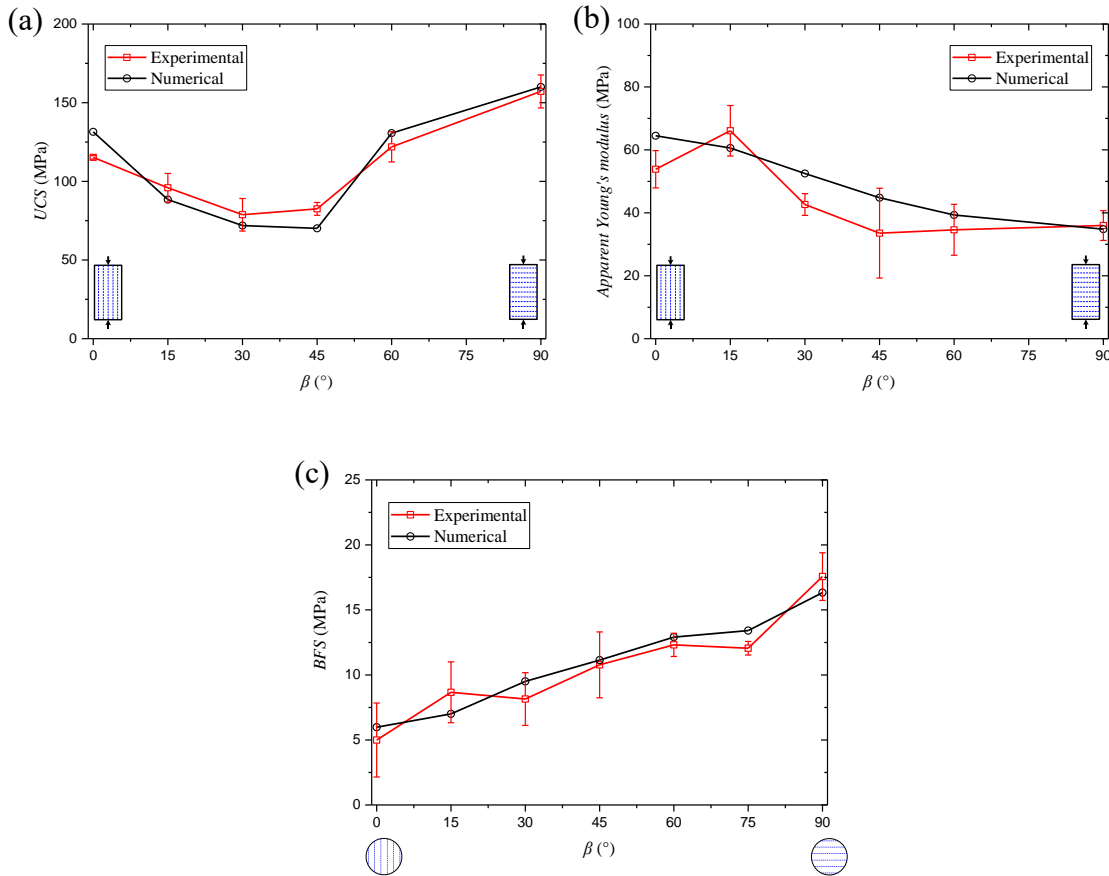 (a)
200
150
100
50
0
UCS (MPa)
Experimental
Numerical
0 15 30 45 60 75 90
β (°)
(b)
100
80
60
40
20
0
Apparent Young's modulus (MPa)
Experimental
Numerical
0 15 30 45 60 75 90
β (°)
(c)
25
20
15
10
5
0
BFS (MPa)
Experimental
Numerical
0 15 30 45 60 75 90
β (°)